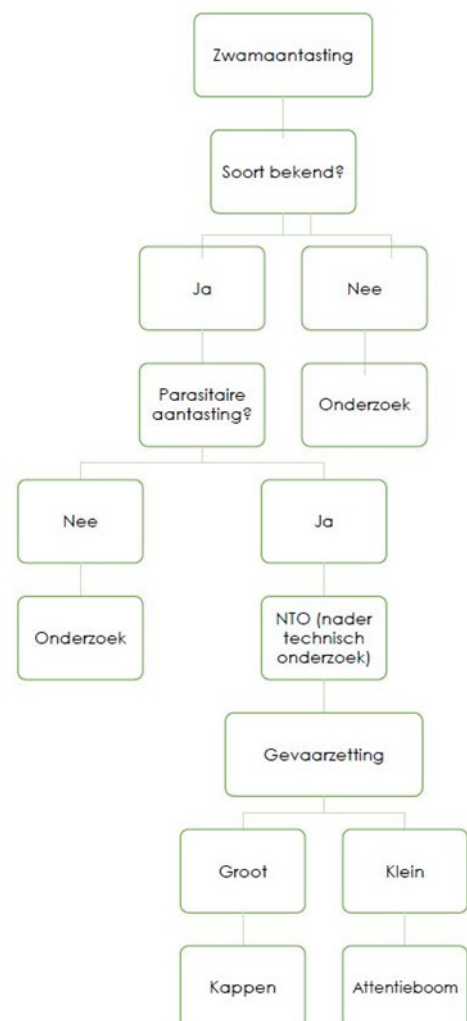 Zwamaantasting
Soort bekend?
Ja
Nee
Parasitaire
aantasting?
Onderzoek
Nee
Ja
Onderzoek
NTO (nader
technisch
onderzoek)
Gevaarzetting
Groot
Klein
Kappen
Attentieboom